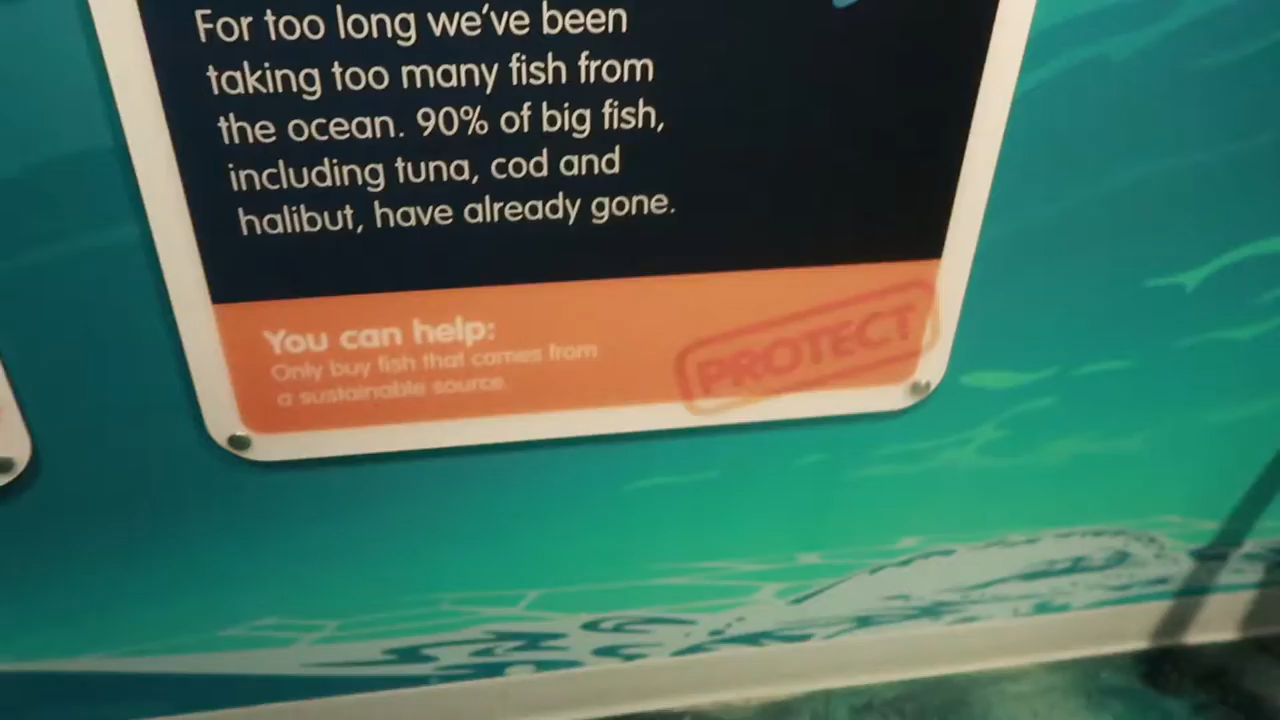 For too long we've been
taking too many fish from
the ocean. 90% of big fish,
including tuna, cod and
halibut, have already gone.
You can help:
Only buy fish that comes from
a sustainable source.
PROTECT